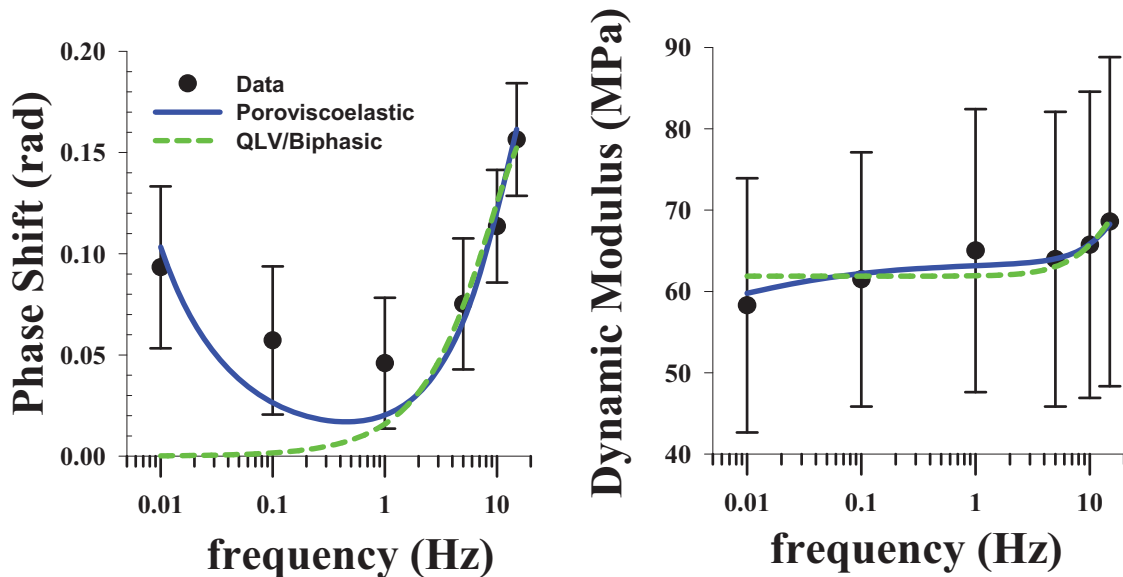 Phase Shift (rad)
0.20
0.15
0.10
0.05
0.00
Data
Poroviscoelastic
QLV/Biphasic
0.01 0.1 1 10
frequency (Hz)
Dynamic Modulus (MPa)
90
80
70
60
50
40
0.01 0.1 1 10
frequency (Hz)